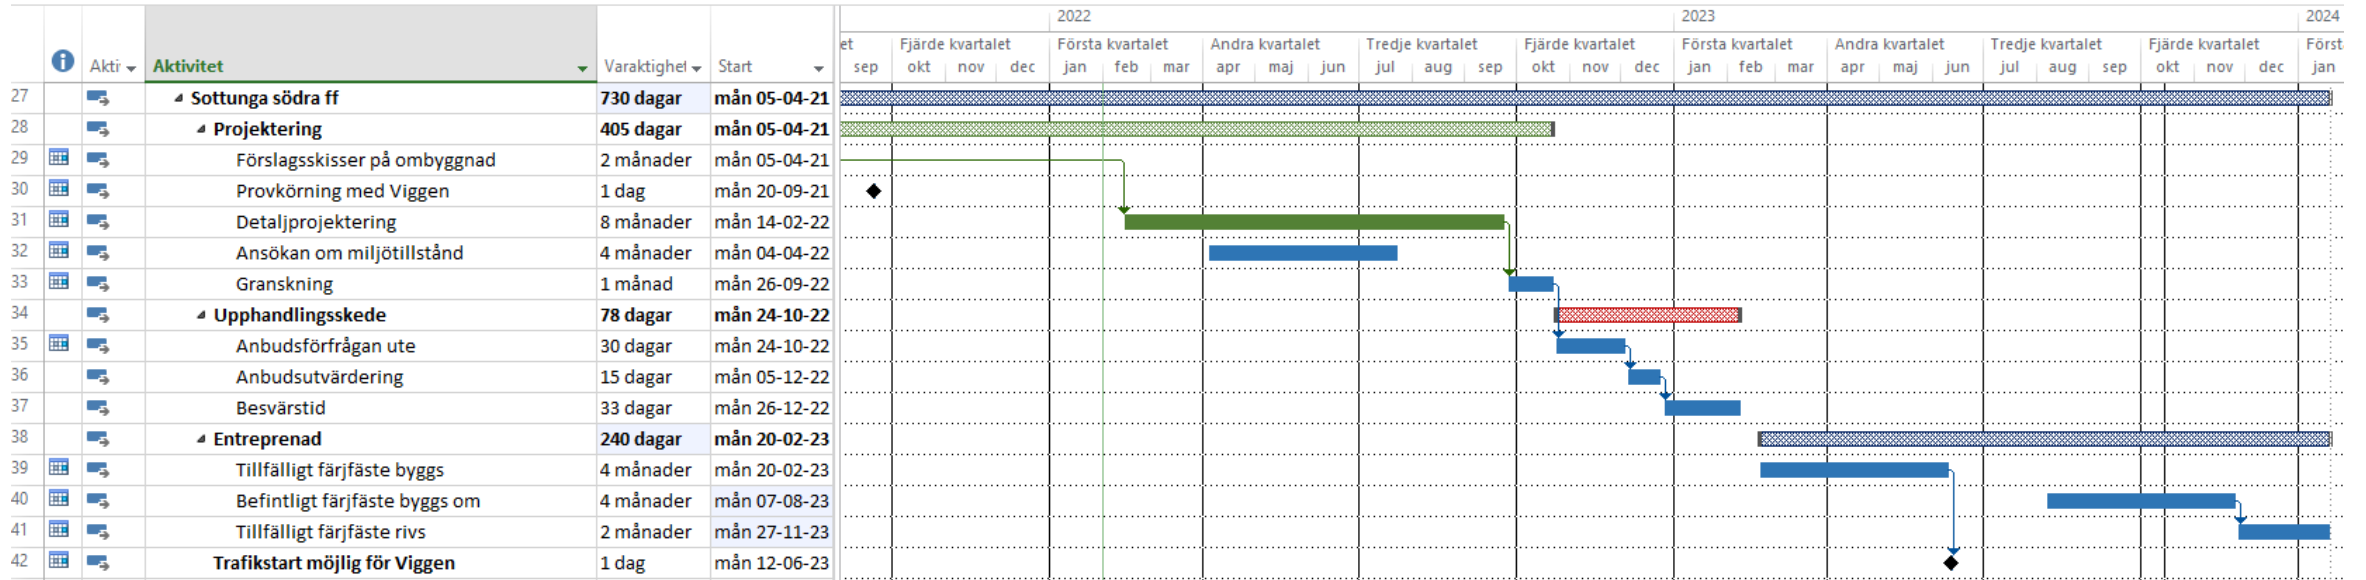 2022 2023 2024
et Fjärde kvartalet Första kvartalet Andra kvartalet Tredje kvartalet Fjärde kvartalet Första kvartalet Andra kvartalet Tredje kvartalet Fjärde kvartalet Först
Aktiv Aktivitet Varaktighet Start sep okt nov dec jan feb mar apr maj jun jul aug sep okt nov dec jan feb mar apr maj jun jul aug sep okt nov dec jan
27 Sottunga södra ff 730 dagar mån 05-04-21
28 Projektering 405 dagar mån 05-04-21
29 Förslagsskisser på ombyggnad 2 månader mån 05-04-21
30 Provkörning med Viggen 1 dag mån 20-09-21
31 Detaljprojektering 8 månader mån 14-02-22
32 Ansökan om miljötillstånd 4 månader mån 04-04-22
33 Granskning 1 månad mån 26-09-22
34 Upphandlingsskede 78 dagar mån 24-10-22
35 Anbudsförfrågan ute 30 dagar mån 24-10-22
36 Anbudsutvärdering 15 dagar mån 05-12-22
37 Besvärstid 33 dagar mån 26-12-22
38 Entreprenad 240 dagar mån 20-02-23
39 Tillfälligt färjfäste byggs 4 månader mån 20-02-23
40 Befintligt färjfäste byggs om 4 månader mån 07-08-23
41 Tillfälligt färjfäste rivs 2 månader mån 27-11-23
42 Trafikstart möjlig för Viggen 1 dag mån 12-06-23